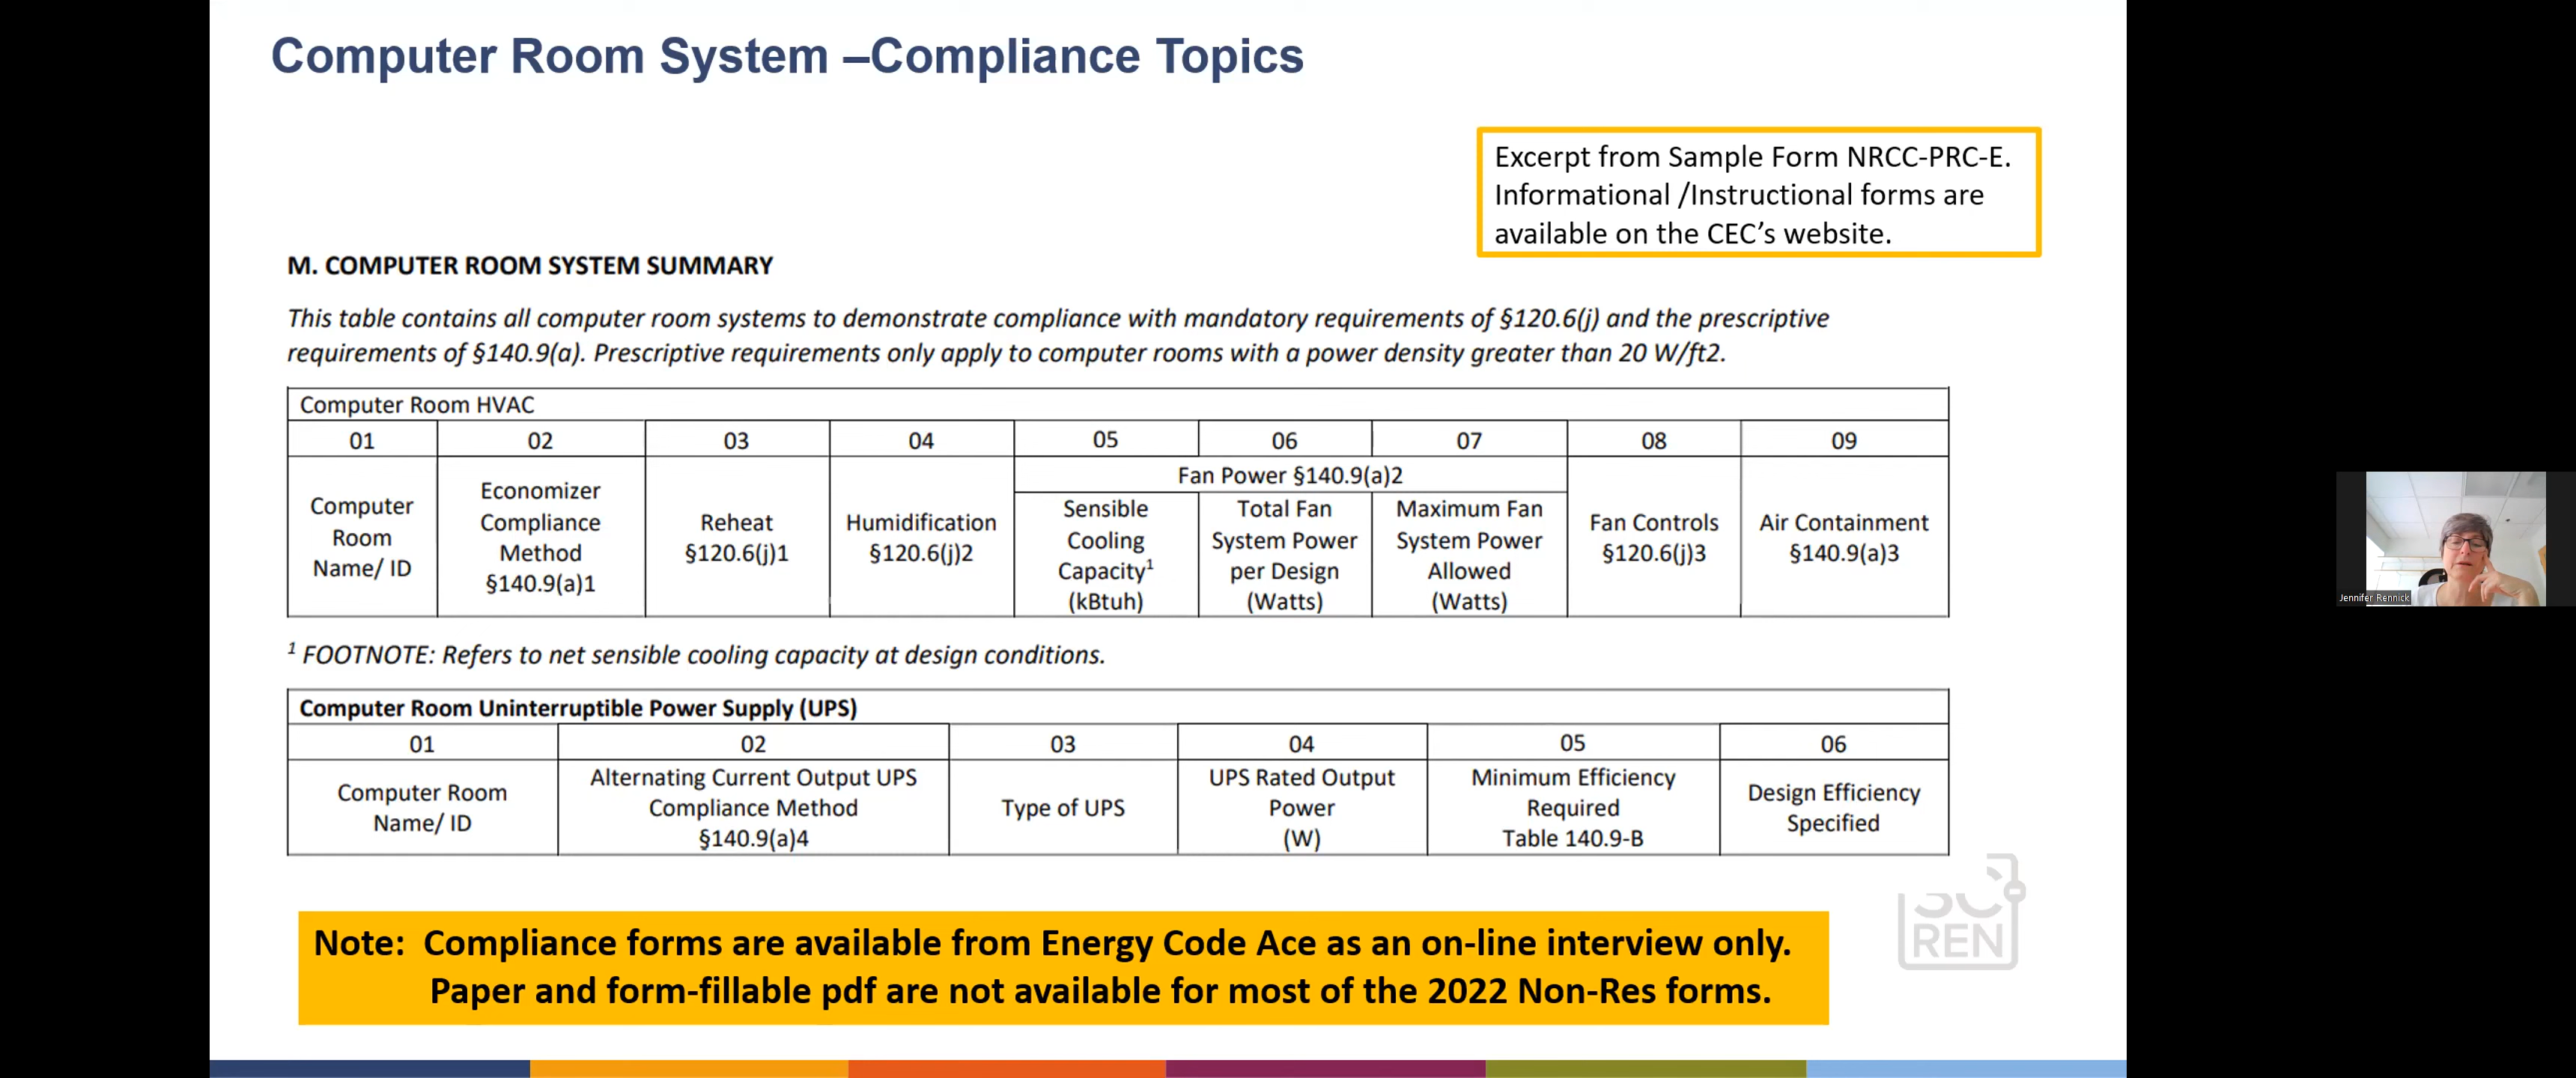 Computer Room System –Compliance Topics
Excerpt from Sample Form NRCC-PRC-E.
Informational /Instructional forms are
available on the CEC's website.
M. COMPUTER ROOM SYSTEM SUMMARY
This table contains all computer room systems to demonstrate compliance with mandatory requirements of §120.6(j) and the prescriptive
requirements of §140.9(a). Prescriptive requirements only apply to computer rooms with a power density greater than 20 W/ft2.
Computer Room HVAC
01 02 03 04 05 06 07 08 09
Computer
Room
Name/ ID
Economizer
Compliance
Method
§140.9(a)1
Reheat
§120.6(j)1
Humidification
§120.6(j)2
Fan Power §140.9(a)2
Sensible
Cooling
Capacity¹
(kBtuh)
Total Fan
System Power
per Design
(Watts)
Maximum Fan
System Power
Allowed
(Watts)
Fan Controls
§120.6(j)3
Air Containment
§140.9(a)3
¹ FOOTNOTE: Refers to net sensible cooling capacity at design conditions.
Computer Room Uninterruptible Power Supply (UPS)
01 02 03 04 05 06
Computer Room
Name/ ID
Alternating Current Output UPS
Compliance Method
§140.9(a)4
Type of UPS
UPS Rated Output
Power
(W)
Minimum Efficiency
Required
Table 140.9-B
Design Efficiency
Specified
Note: Compliance forms are available from Energy Code Ace as an on-line interview only.
Paper and form-fillable pdf are not available for most of the 2022 Non-Res forms.
REN
Jennifer Rennick